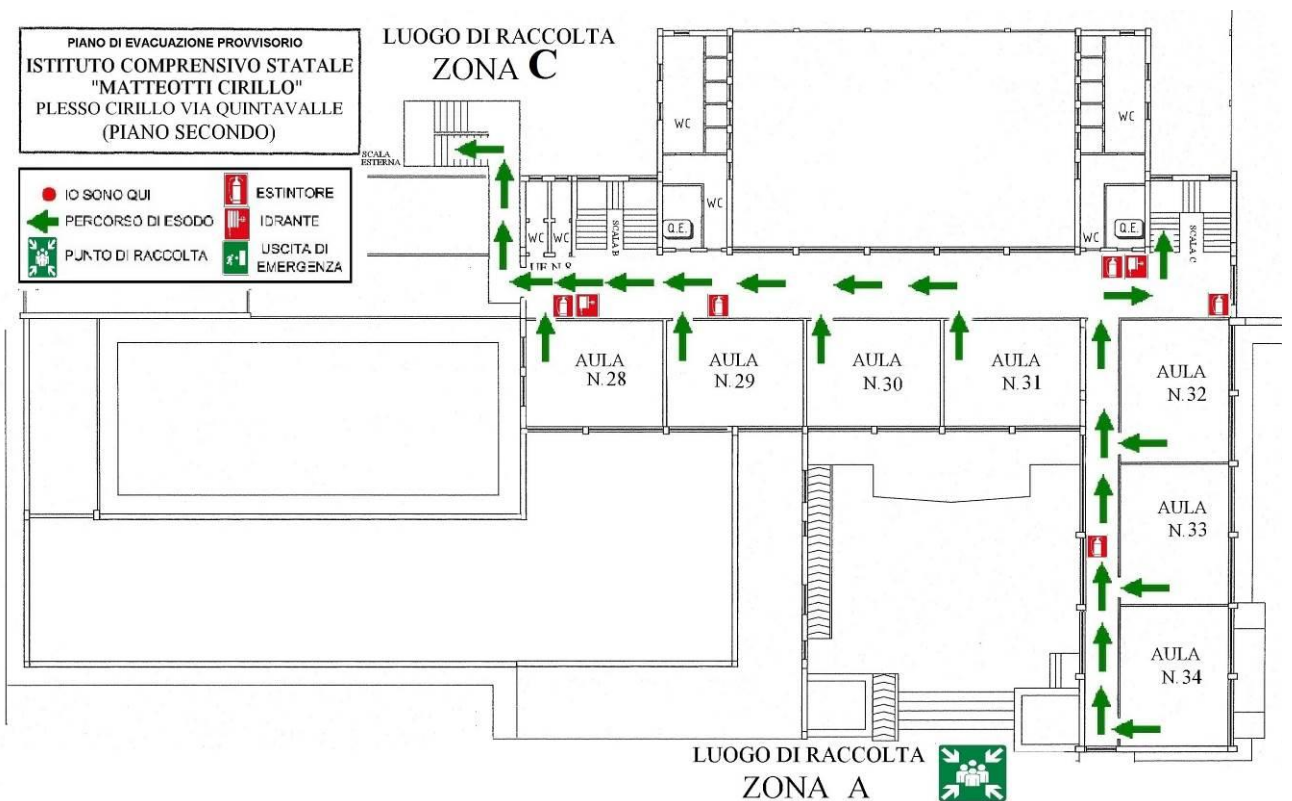 PIANO DI EVACUAZIONE PROVVISORIO
ISTITUTO COMPRENSIVO STATALE
"MATTEOTTI CIRILLO"
PLESSO CIRILLO VIA QUINTAVALLE
(PIANO SECONDO)
LUOGO DI RACCOLTA
ZONA C
IO SONO QUI
ESTINTORE
PERCORSO DI ESODO
IDRANTE
PUNTO DI RACCOLTA
USCITA DI
EMERGENZA
SCALA
ESTERNA
WC
WC
WC
WC
SCALA B
Q.E.
WC
WC
Q.E.
SCALA C
AULA
N. 28
AULA
N. 29
AULA
N.30
AULA
N.31
AULA
N. 32
AULA
N. 33
AULA
N. 34
LUOGO DI RACCOLTA
ZONA A